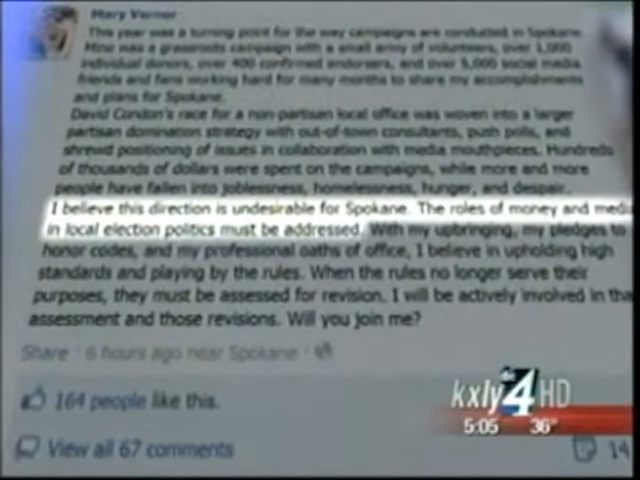 Mary Verner
This year was a turning point for the way campaigns are conducted in Spokane.
Mine was a grassroots campaign with a small army of volunteers, over 1,000
individual donors, over 400 confirmed endorsers, and over 5,000 social media
friends and fans working hard for many months to share my accomplishments
and plans for Spokane.
David Condon's race for a non-partisan local office was woven into a larger
partisan domination strategy with out-of-town consultants, push polls, and
shrewd positioning of issues in collaboration with media mouthpieces. Hundreds
of thousands of dollars were spent on the campaigns, while more and more
people have fallen into joblessness, homelessness, hunger, and despair.
I believe this direction is undesirable for Spokane. The roles of money and medi
in local election politics must be addressed. With my upbringing, my pledges to
honor codes, and my professional oaths of office, I believe in upholding high
standards and playing by the rules. When the rules no longer serve their
purposes, they must be assessed for revision. I will be actively involved in tha
assessment and those revisions. Will you join me?
Share · 6 hours ago near Spokane ·
164 people like this.
View all 67 comments
14
kxly abc 4 HD
5:05 36°